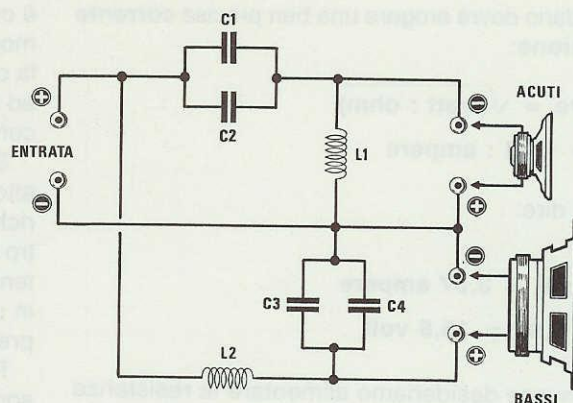 C1
C2
ENTRATA
L1
ACUTI
C3
C4
L2
BASSI
+
-
-
+
-
+